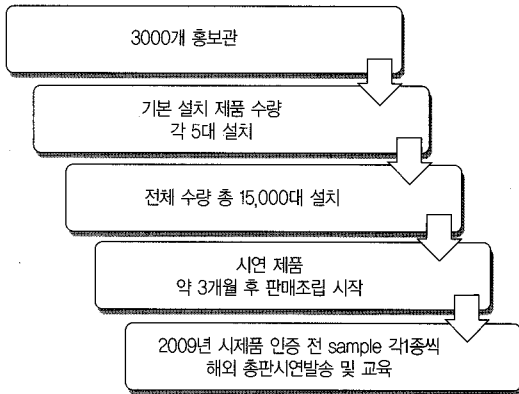 3000개 홍보관
기본 설치 제품 수량
각 5대 설치
전체 수량 총 15,000대 설치
시연 제품
약 3개월 후 판매조립 시작
2009년 시제품 인증 전 sample 각1종씩
해외 총판시연발송 및 교육